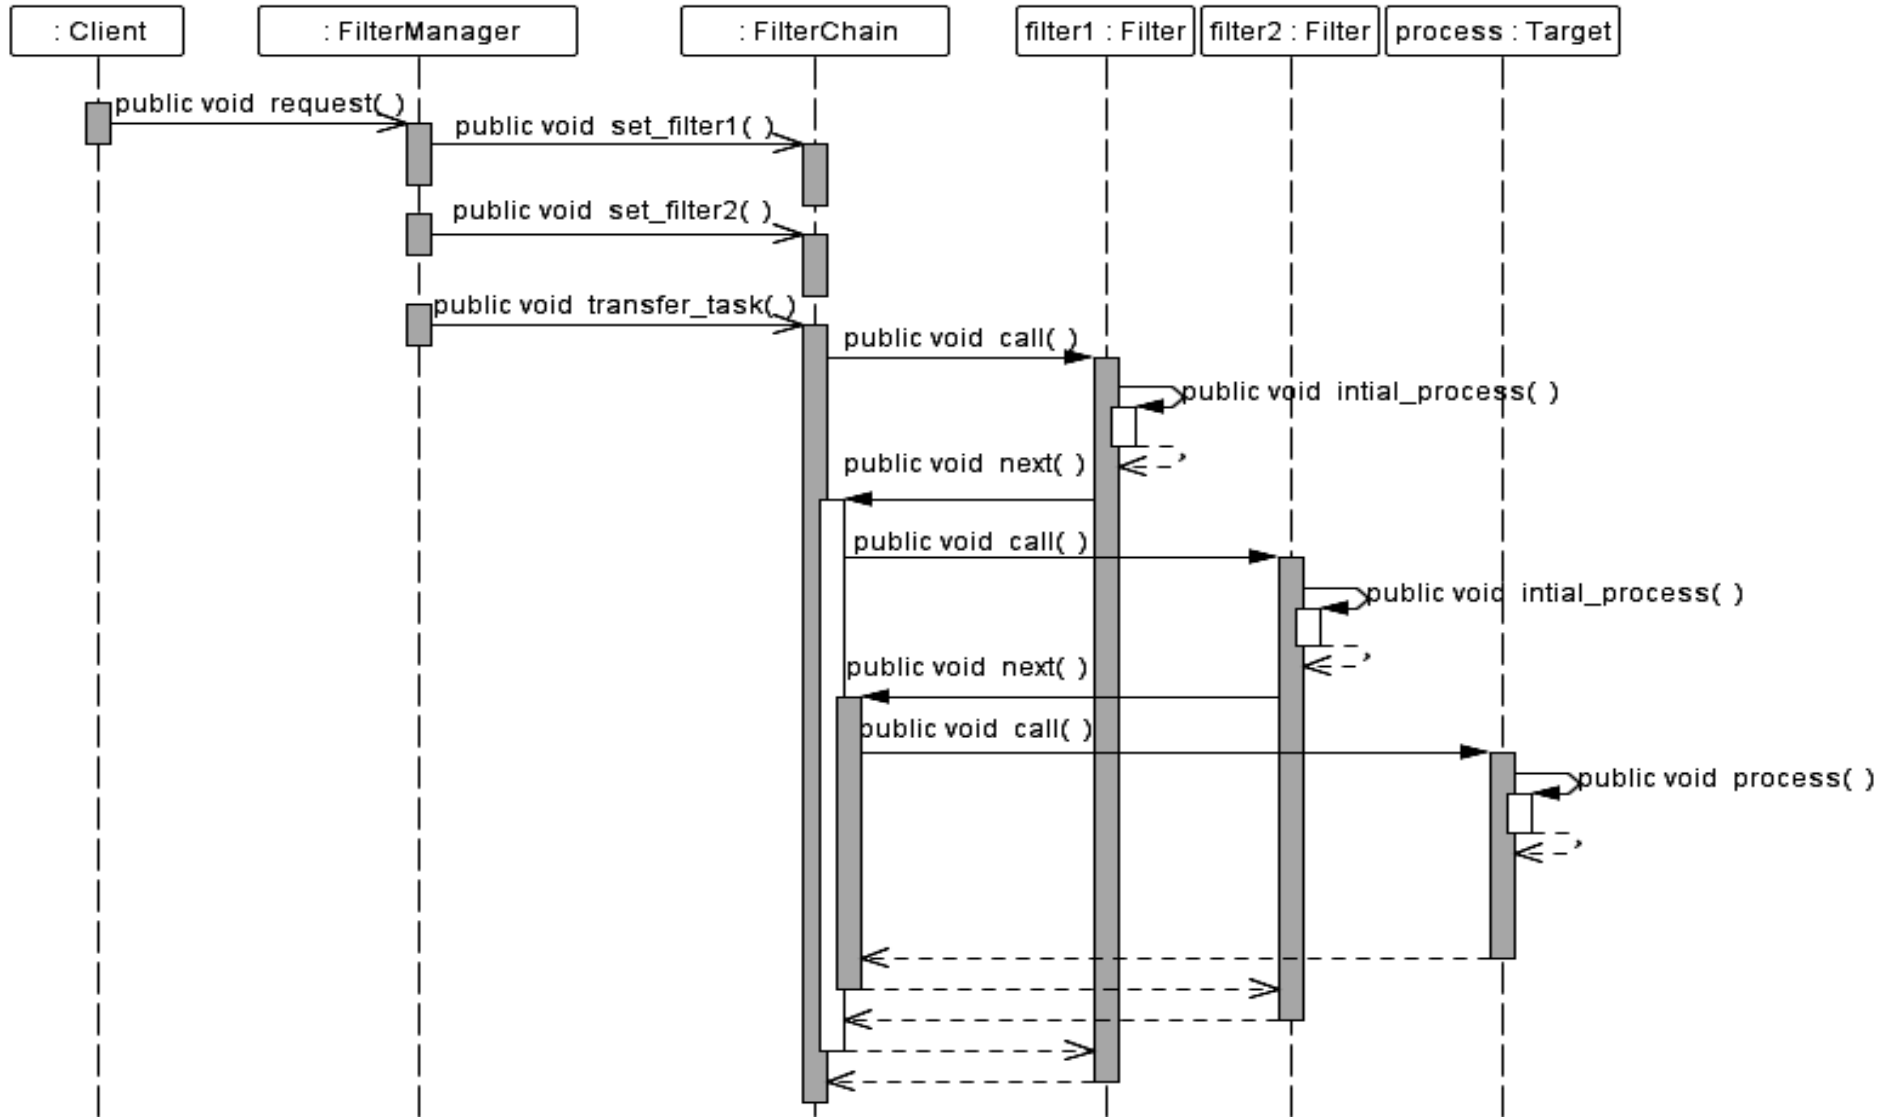 : Client
: FilterManager
: FilterChain
filter1 : Filter
filter2 : Filter
process : Target
public void request( )
public void set_filter1( )
public void set_filter2( )
public void transfer_task( )
public void call( )
public void intial_process( )
public void next( )
public void call( )
public void intial_process( )
public void next( )
public void call( )
public void process( )